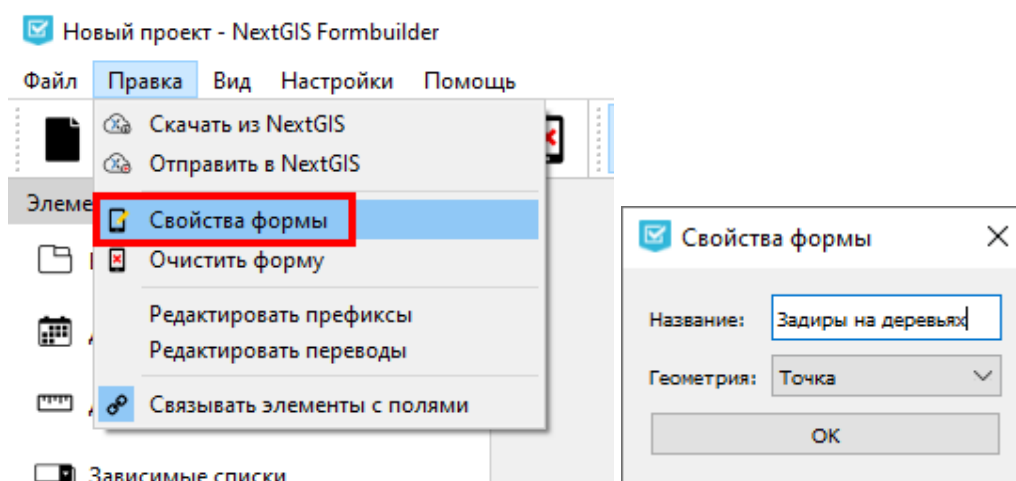 Новый проект - NextGIS Formbuilder
Файл Правка Вид Настройки Помощь
Скачать из NextGIS
Отправить в NextGIS
Свойства формы
Очистить форму
Редактировать префиксы
Редактировать переводы
Связывать элементы с полями
Зависимые списки
Свойства формы
Название: Задиры на деревьях
Геометрия: Точка
ОК